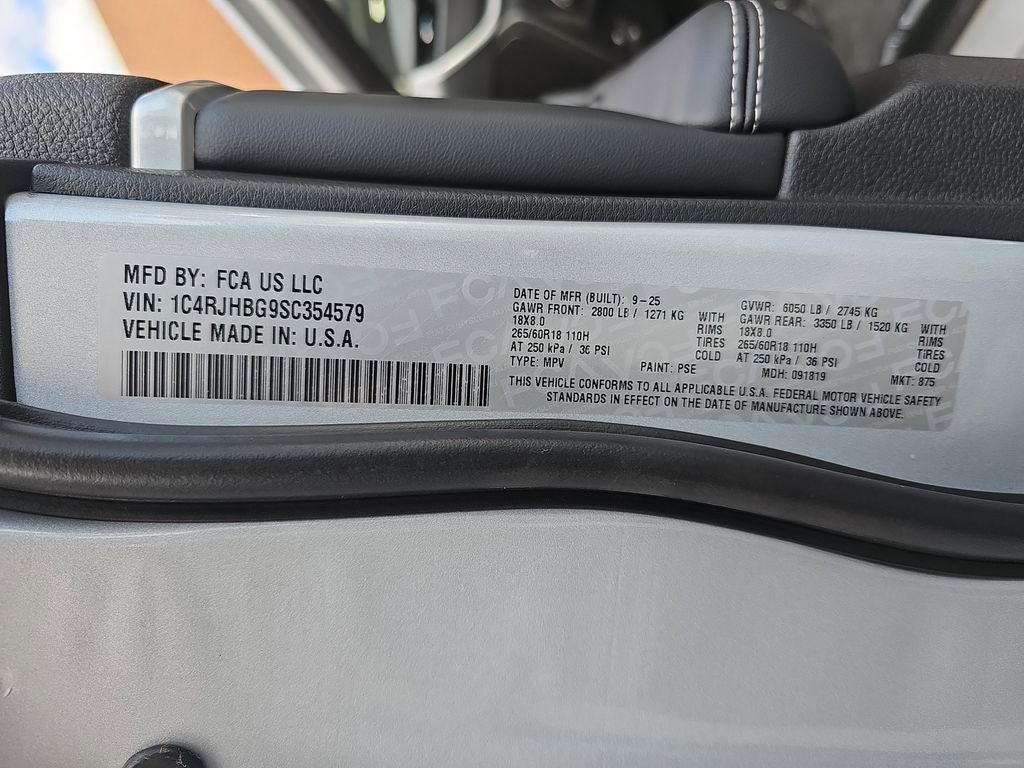 MFD BY: FCA US LLC
VIN: 1C4RJHBG9SC354579
VEHICLE MADE IN: U.S.A.
DATE OF MFR (BUILT): 9-25
GAWR FRONT: 2800 LB / 1271 KG WITH
18X8.0 RIMS
265/60R18 110H TIRES
AT 250 kPa / 36 PSI COLD
TYPE: MPV PAINT: PSE
GVWR: 6050 LB / 2745 KG
GAWR REAR: 3350 LB / 1520 KG WITH
18X8.0 RIMS
265/60R18 110H TIRES
AT 250 kPa / 36 PSI COLD
MDH: 091819 MKT: 875
THIS VEHICLE CONFORMS TO ALL APPLICABLE U.S.A. FEDERAL MOTOR VEHICLE SAFETY
STANDARDS IN EFFECT ON THE DATE OF MANUFACTURE SHOWN ABOVE.